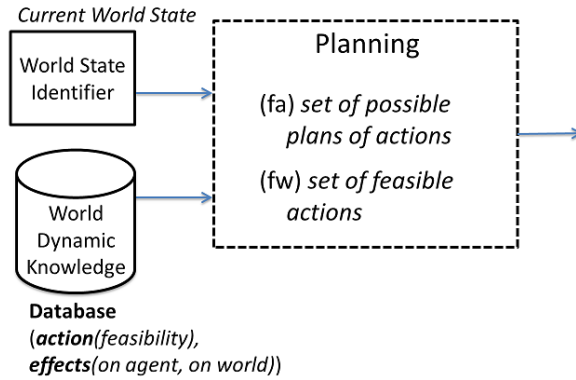 Current World State
World State
Identifier
Planning
(fa) set of possible
plans of actions
(fw) set of feasible
actions
World
Dynamic
Knowledge
Database
(action(feasibility),
effects(on agent, on world))